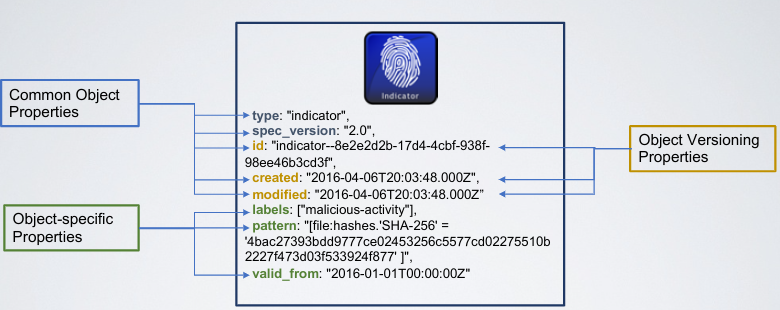 Indicator
Common Object
Properties
type: "indicator",
spec_version: "2.0",
id: "indicator--8e2e2d2b-17d4-4cbf-938f-
98ee46b3cd3f",
created: "2016-04-06T20:03:48.000Z",
modified: "2016-04-06T20:03:48.000Z"
Object Versioning
Properties
Object-specific
Properties
labels: ["malicious-activity"],
pattern: "[file:hashes.'SHA-256' =
'4bac27393bdd9777ce02453256c5577cd02275510b
2227f473d03f533924f877' ]",
valid_from: "2016-01-01T00:00:00Z"